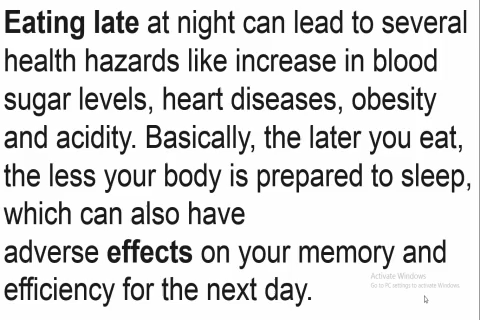 Eating late at night can lead to several
health hazards like increase in blood
sugar levels, heart diseases, obesity
and acidity. Basically, the later you eat,
the less your body is prepared to sleep,
which can also have
adverse effects on your memory and
efficiency for the next day.
Activate Windows
Go to PC settings to activate Windows.